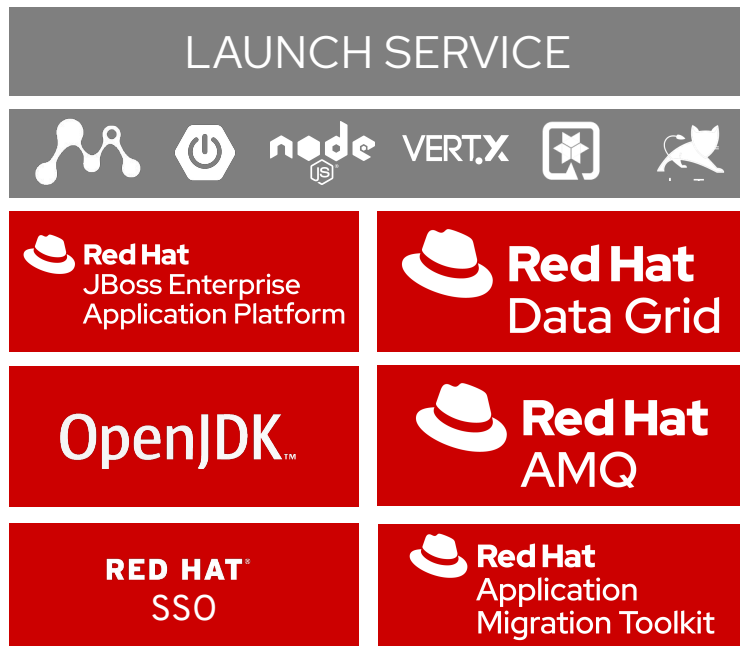 LAUNCH SERVICE
node
JS
VERT.X
Red Hat
JBoss Enterprise
Application Platform
Red Hat
Data Grid
OpenJDK™
Red Hat
AMQ
RED HAT®
SSO
Red Hat
Application
Migration Toolkit